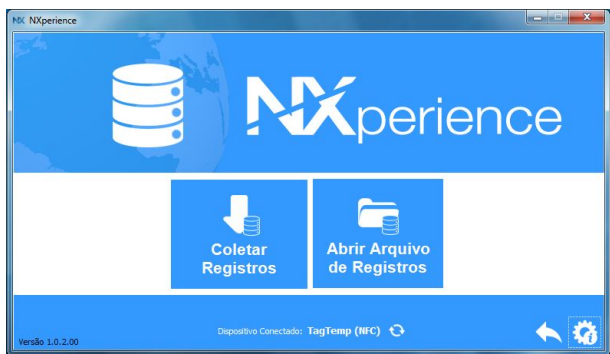 NX NXperience
NXperience
Coletar
Registros
Abrir Arquivo
de Registros
Dispositivo Conectado: TagTemp (NFC)
Versão 1.0.2.00